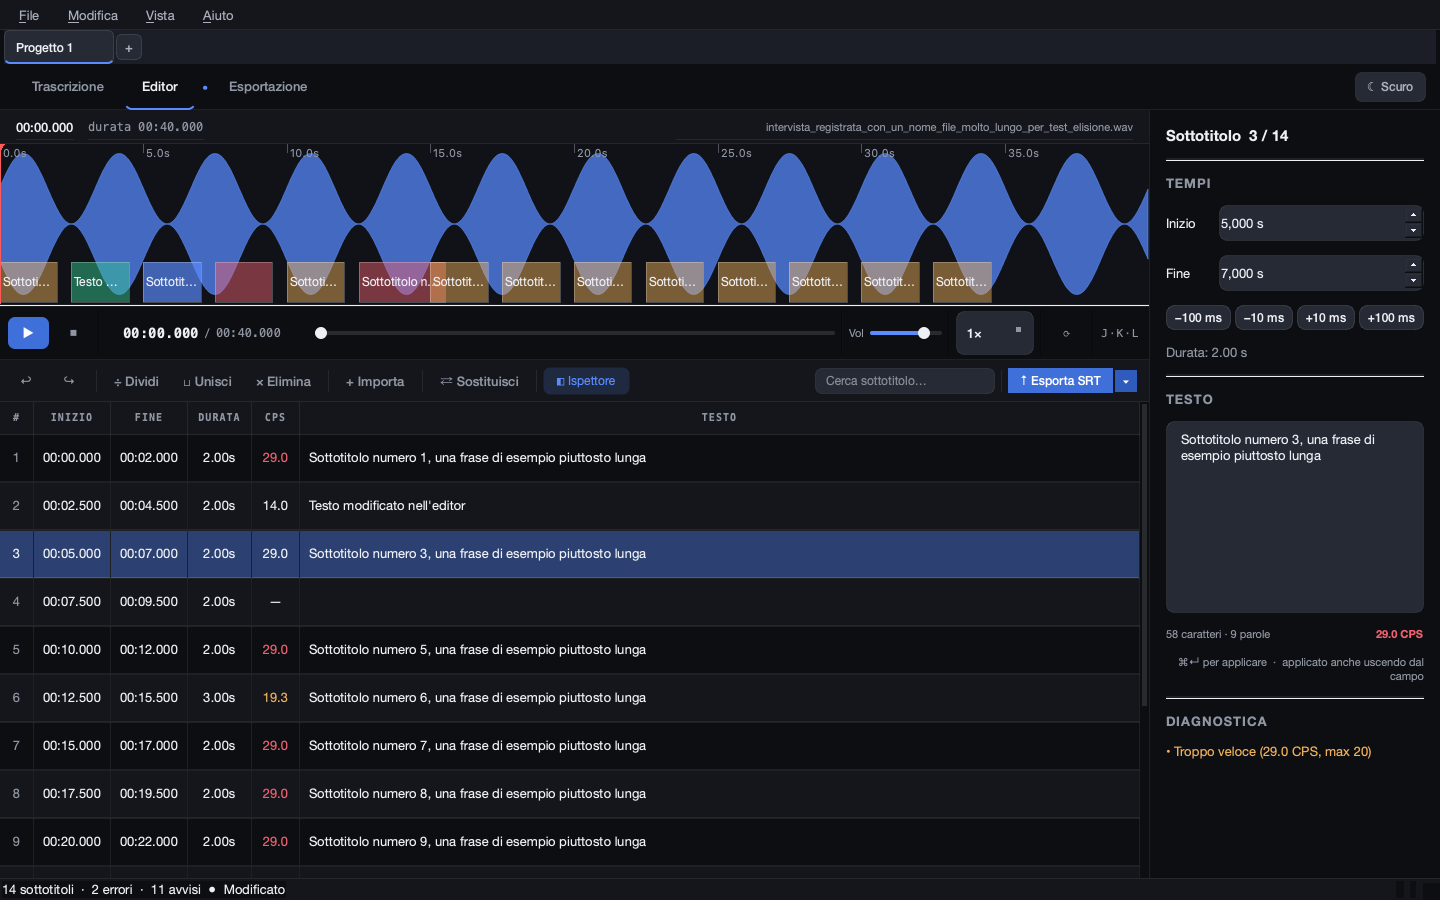 File Modifica Vista Aiuto
Progetto 1 +
Trascrizione Editor • Esportazione ☾ Scuro
00:00.000 durata 00:40.000 intervista_registrata_con_un_nome_file_molto_lungo_per_test_elisione.wav
0.0s 5.0s 10.0s 15.0s 20.0s 25.0s 30.0s 35.0s
Sottoti... Testo ... Sottotit... Sottoti... Sottotitolo n... Sottotit... Sottotit... Sottoti... Sottoti... Sottoti... Sottotit... Sottotit... Sottotit...
00:00.000 / 00:40.000 Vol 1× J·K·L
÷ Dividi ⊔ Unisci × Elimina + Importa ⇄ Sostituisci Ispettore Cerca sottotitolo... ↑ Esporta SRT
# INIZIO FINE DURATA CPS TESTO
1 00:00.000 00:02.000 2.00s 29.0 Sottotitolo numero 1, una frase di esempio piuttosto lunga
2 00:02.500 00:04.500 2.00s 14.0 Testo modificato nell'editor
3 00:05.000 00:07.000 2.00s 29.0 Sottotitolo numero 3, una frase di esempio piuttosto lunga
4 00:07.500 00:09.500 2.00s —
5 00:10.000 00:12.000 2.00s 29.0 Sottotitolo numero 5, una frase di esempio piuttosto lunga
6 00:12.500 00:15.500 3.00s 19.3 Sottotitolo numero 6, una frase di esempio piuttosto lunga
7 00:15.000 00:17.000 2.00s 29.0 Sottotitolo numero 7, una frase di esempio piuttosto lunga
8 00:17.500 00:19.500 2.00s 29.0 Sottotitolo numero 8, una frase di esempio piuttosto lunga
9 00:20.000 00:22.000 2.00s 29.0 Sottotitolo numero 9, una frase di esempio piuttosto lunga
Sottotitolo 3 / 14
TEMPI
Inizio 5,000 s
Fine 7,000 s
−100 ms −10 ms +10 ms +100 ms
Durata: 2.00 s
TESTO
Sottotitolo numero 3, una frase di
esempio piuttosto lunga
58 caratteri · 9 parole 29.0 CPS
⌘↵ per applicare · applicato anche uscendo dal
campo
DIAGNOSTICA
• Troppo veloce (29.0 CPS, max 20)
14 sottotitoli · 2 errori · 11 avvisi ● Modificato